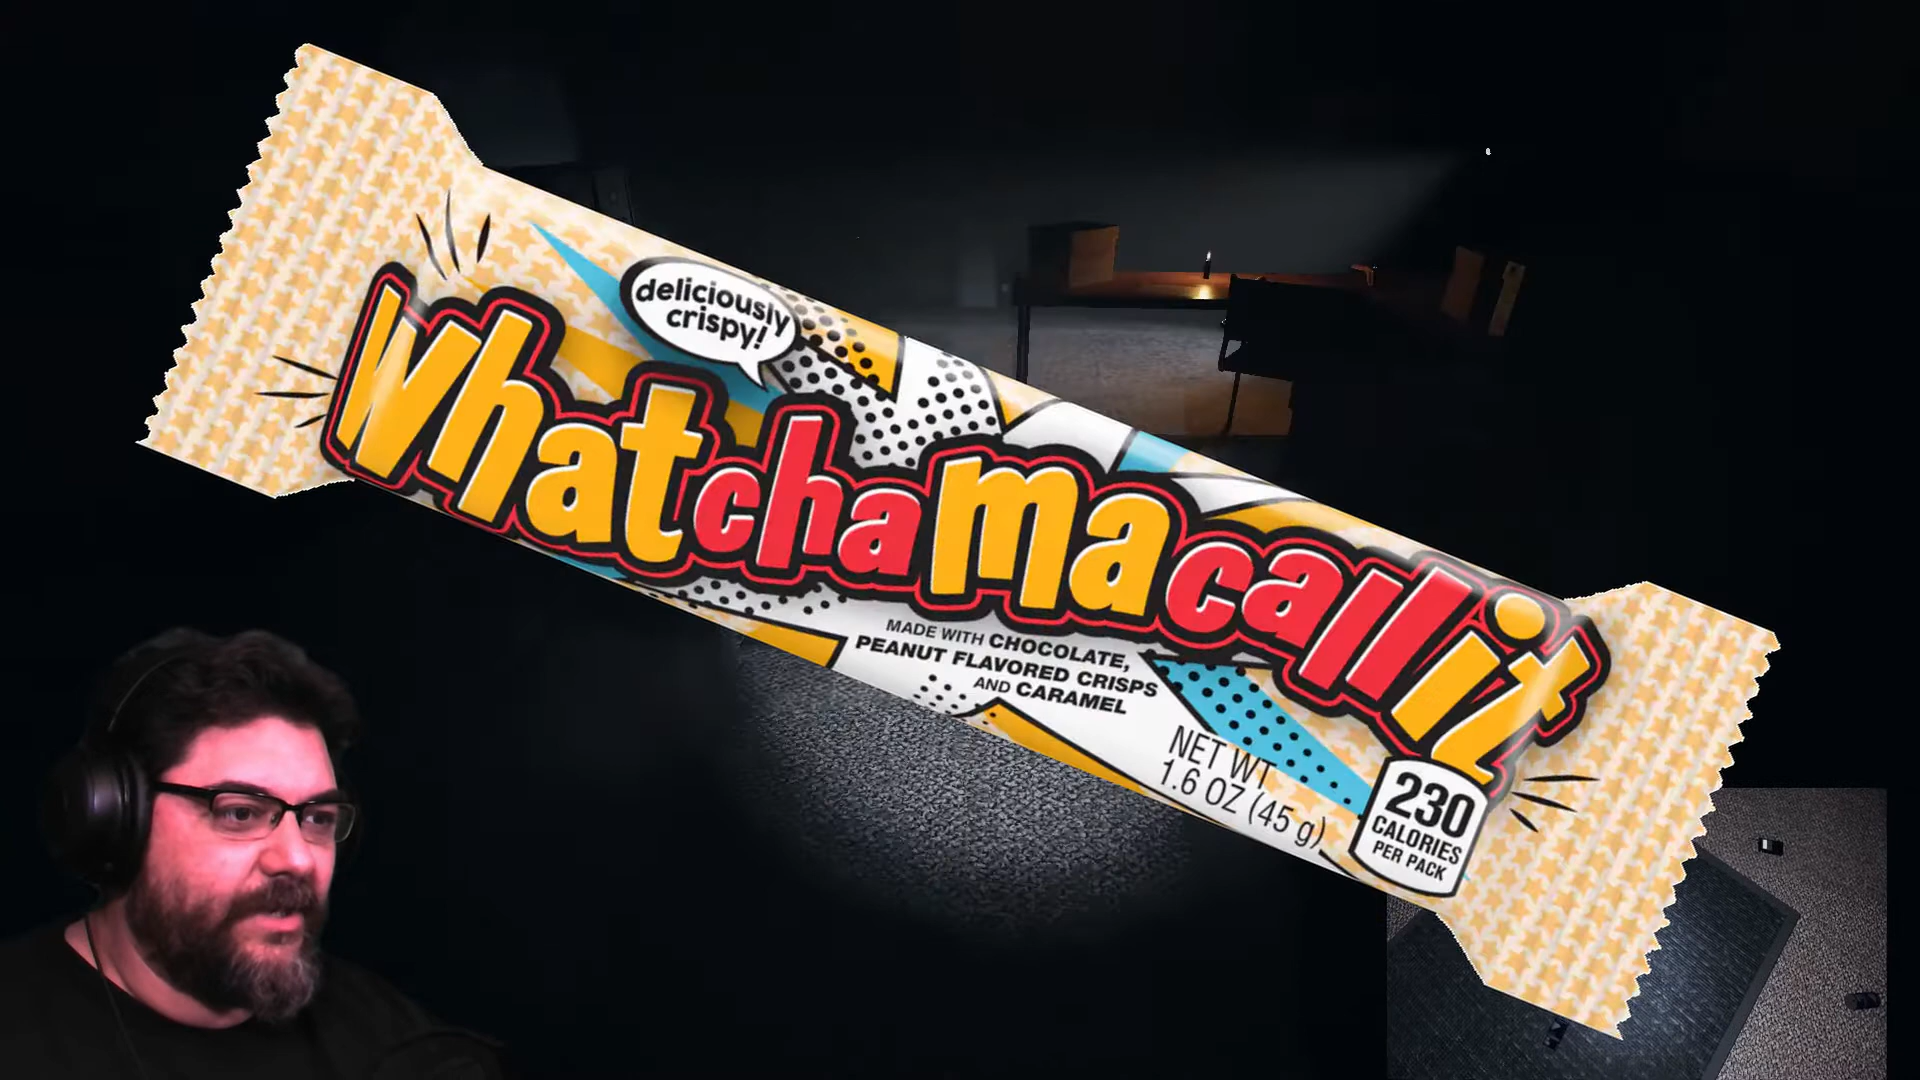 deliciously
crispy!
Whatchamacallit
MADE WITH CHOCOLATE,
PEANUT FLAVORED CRISPS
AND CARAMEL
NET WT
1.6 OZ (45 g)
230
CALORIES
PER PACK